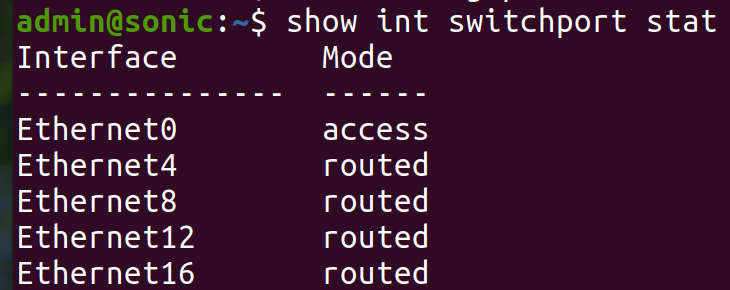 admin@sonic:~$ show int switchport stat
Interface        Mode
---------------  ------
Ethernet0        access
Ethernet4        routed
Ethernet8        routed
Ethernet12       routed
Ethernet16       routed